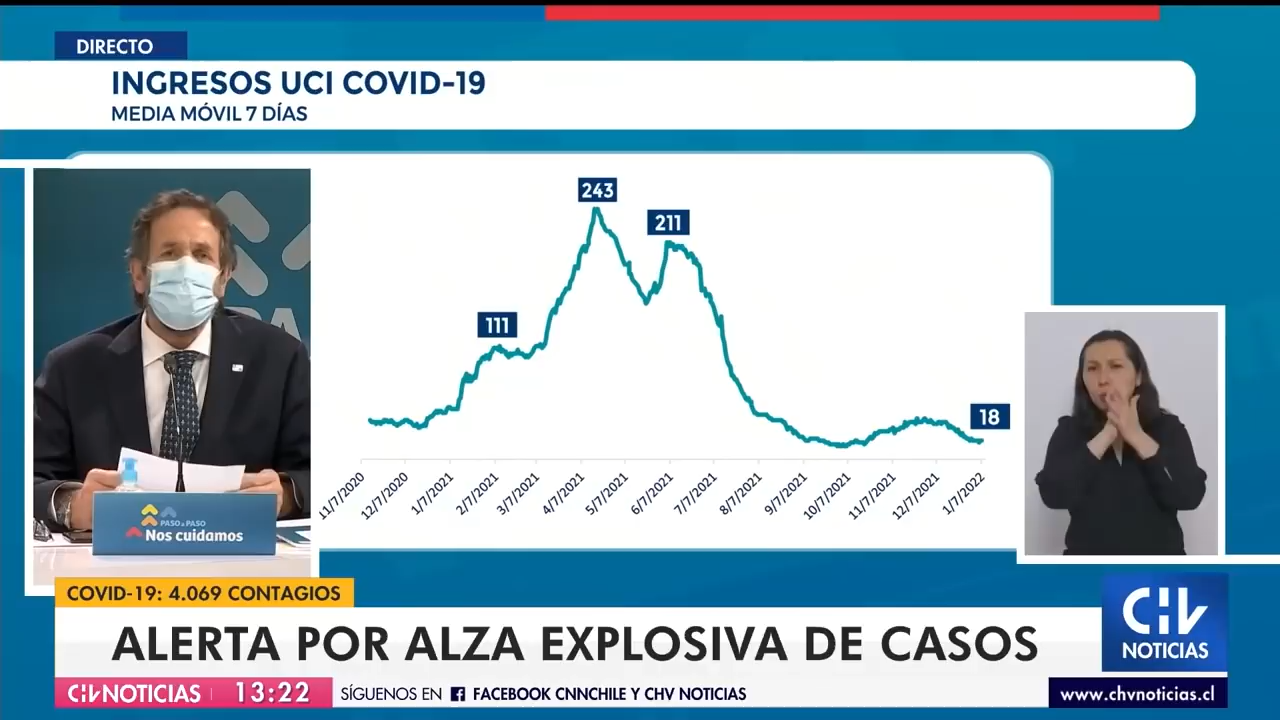 DIRECTO
INGRESOS UCI COVID-19
MEDIA MÓVIL 7 DÍAS
243
211
111
18
11/7/2020
12/7/2020
1/7/2021
2/7/2021
3/7/2021
4/7/2021
5/7/2021
6/7/2021
7/7/2021
8/7/2021
9/7/2021
10/7/2021
11/7/2021
12/7/2021
1/7/2022
PASO a PASO
Nos cuidamos
COVID-19: 4.069 CONTAGIOS
ALERTA POR ALZA EXPLOSIVA DE CASOS
CHV
NOTICIAS
CHV NOTICIAS 13:22 SÍGUENOS EN FACEBOOK CNNCHILE Y CHV NOTICIAS
www.chvnoticias.cl